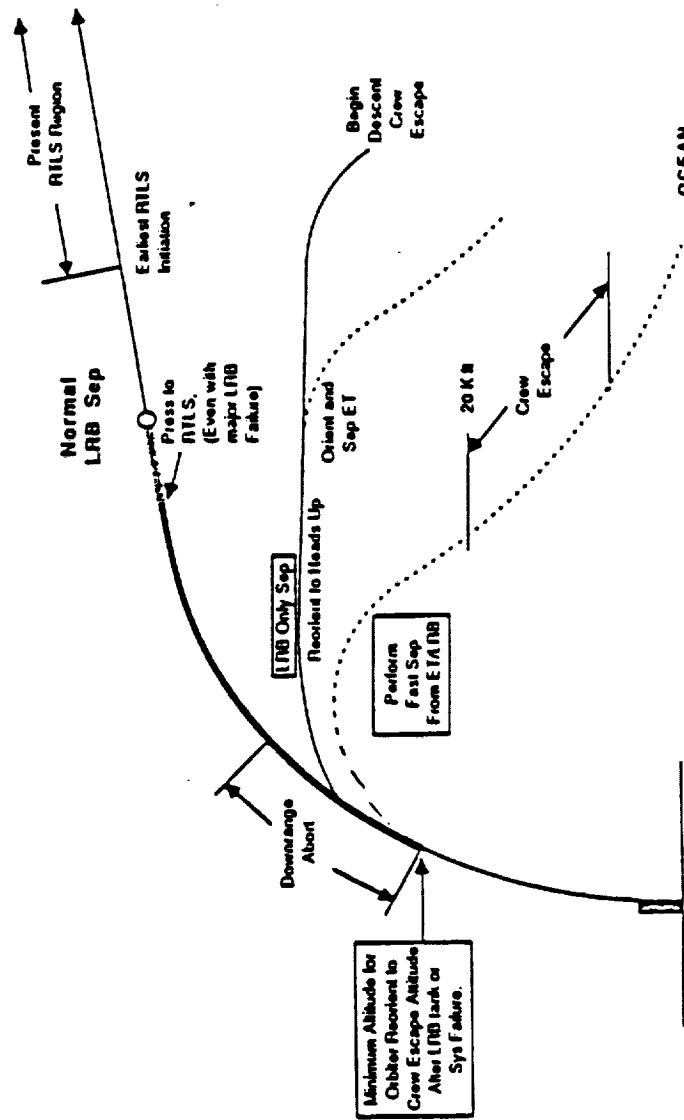 Present
RTLS Region
Earliest RTLS
Initiation
Normal
LRB Sep
Press to
RTLS,
(Even with
major LRB
Failure)
Begin
Descent
Crew
Escape
LRB Only Sep
Reorient to Heads Up
Orient and
Sep ET
Downrange
Abort
Perform
Fast Sep
From ET/LRB
20 K ft
Crew
Escape
Minimum Altitude for
Orbiter Reorient to
Crew Escape Altitude
After LRB tank or
Sys Failure.
OCEAN